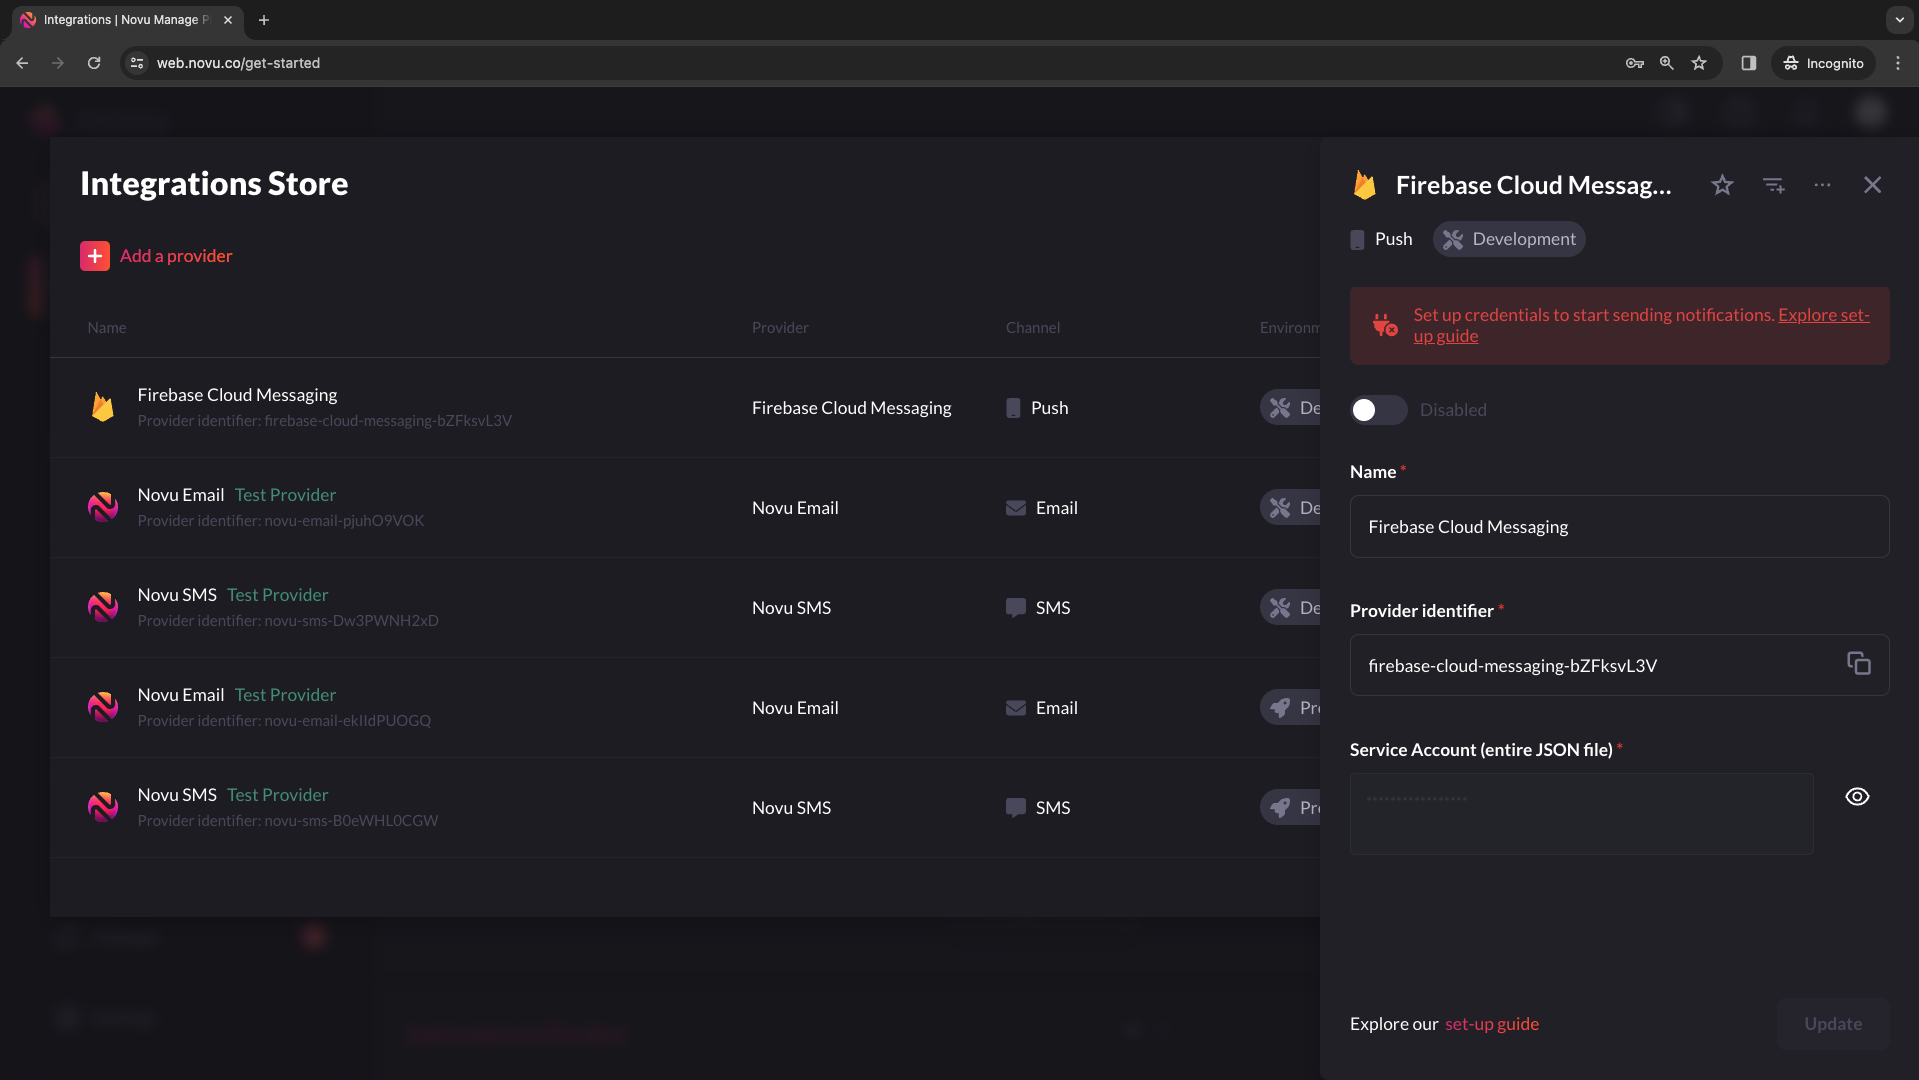 Integrations | Novu Manage P
web.novu.co/get-started
Incognito
Integrations Store
Add a provider
Name Provider Channel Environm
Firebase Cloud Messaging
Provider identifier: firebase-cloud-messaging-bZFksvL3V
Firebase Cloud Messaging
Push
De
Novu Email Test Provider
Provider identifier: novu-email-pjuhO9VOK
Novu Email
Email
De
Novu SMS Test Provider
Provider identifier: novu-sms-Dw3PWNH2xD
Novu SMS
SMS
De
Novu Email Test Provider
Provider identifier: novu-email-ekIIdPUOGQ
Novu Email
Email
Pr
Novu SMS Test Provider
Provider identifier: novu-sms-B0eWHL0CGW
Novu SMS
SMS
Pr
Firebase Cloud Messag...
Push
Development
Set up credentials to start sending notifications. Explore set-
up guide
Disabled
Name *
Firebase Cloud Messaging
Provider identifier *
firebase-cloud-messaging-bZFksvL3V
Service Account (entire JSON file) *
•••••••••••••••••
Explore our set-up guide
Update